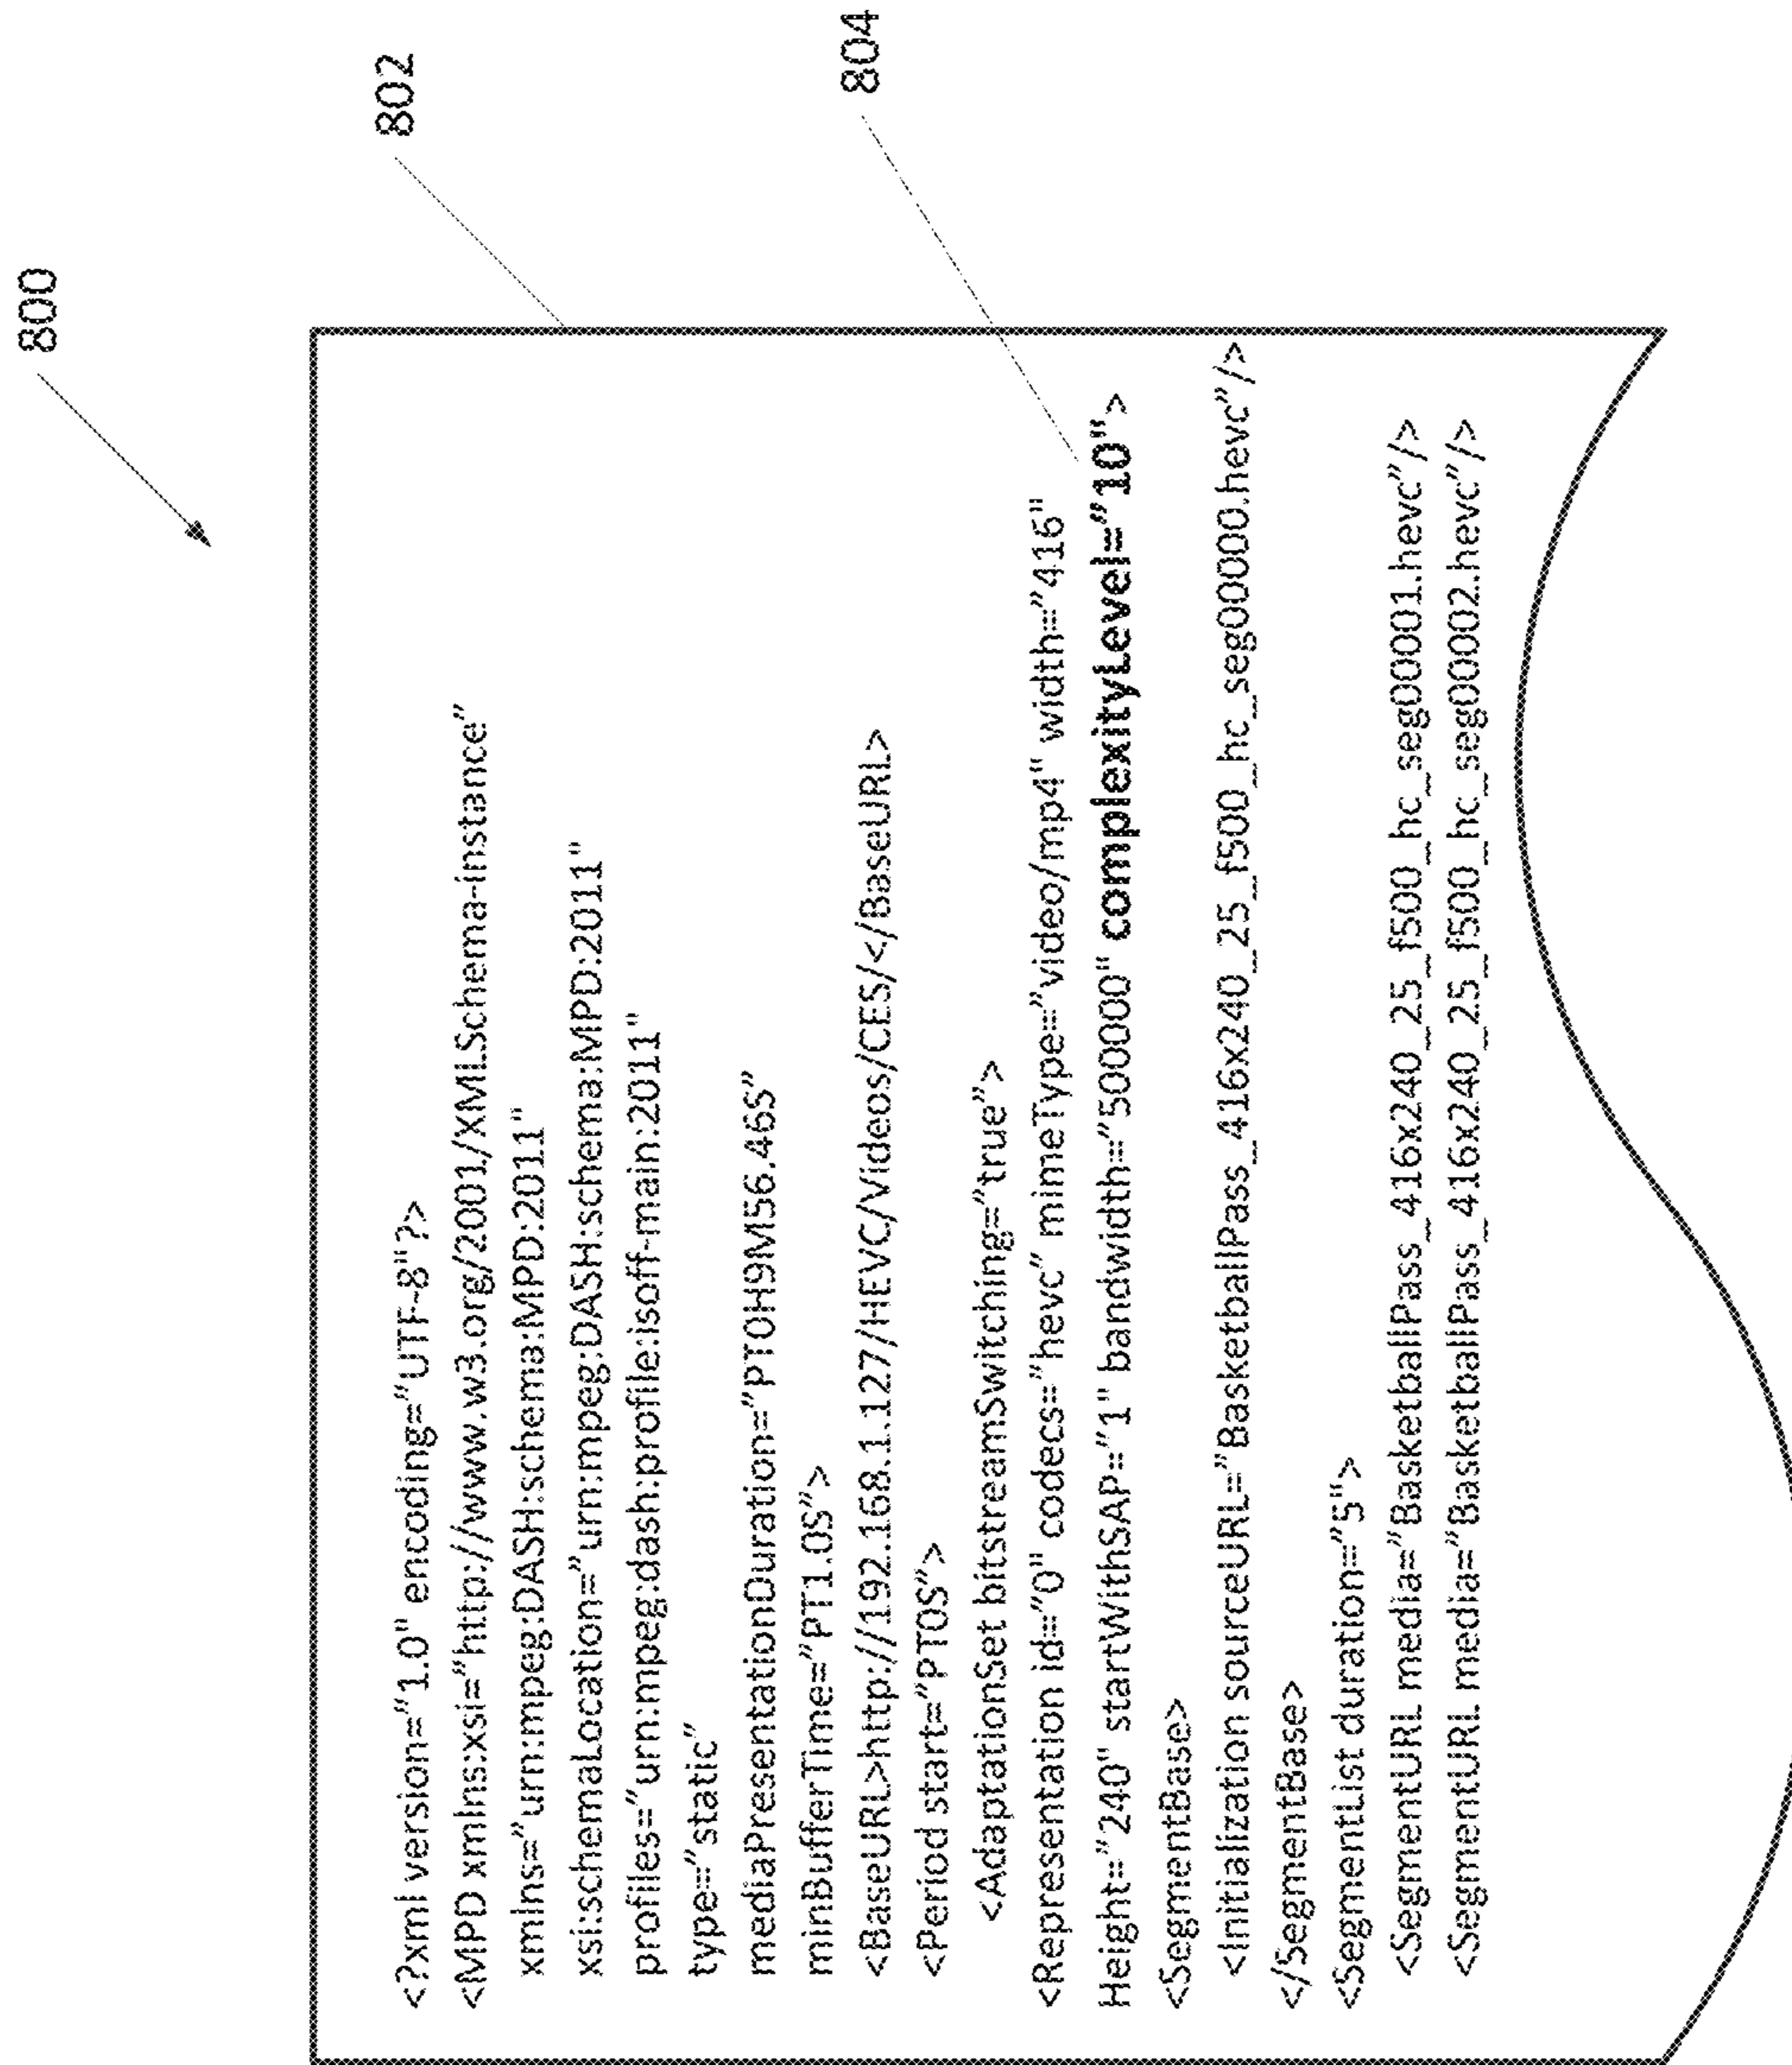 800
802
804
<?xml version="1.0" encoding="UTF-8"?>
<MPD xmlns:xsi="http://www.w3.org/2001/XMLSchema-instance"
xmlns="urn:mpeg:DASH:schema:MPD:2011"
xsi:schemaLocation="urn:mpeg:DASH:schema:MPD:2011"
profiles="urn:mpeg:dash:profile:isoff-main:2011"
type="static"
mediaPresentationDuration="PT0H9M56.46S"
minBufferTime="PT1.0S">
<BaseURL>http://192.168.1.127/HEVC/Videos/CES/</BaseURL>
<Period start="PT0S">
<AdaptationSet bitstreamSwitching="true">
<Representation id="0" codecs="hevc" mimeType="video/mp4" width="416"
Height="240" startWithSAP="1" bandwidth="500000" complexityLevel="10">
<SegmentBase>
<Initialization sourceURL="BasketballPass_416x240_25_f500_hc_seg00000.hevc"/>
</SegmentBase>
<SegmentList duration="5">
<SegmentURL media="BasketballPass_416x240_25_f500_hc_seg00001.hevc"/>
<SegmentURL media="BasketballPass_416x240_25_f500_hc_seg00002.hevc"/>